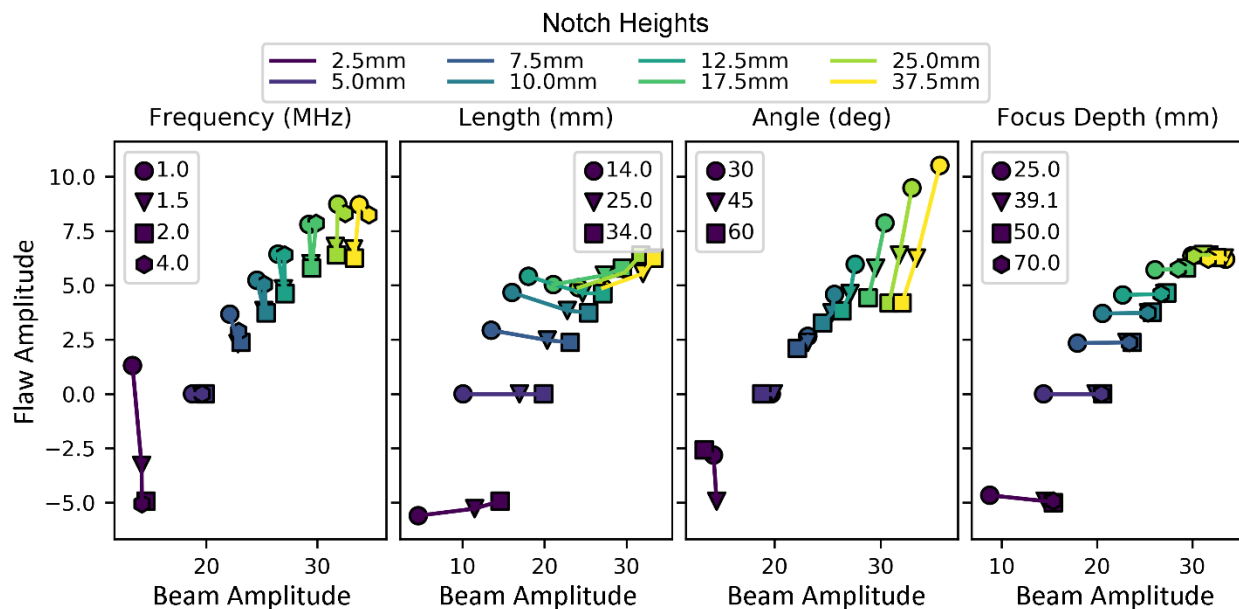 Notch Heights
2.5mm 7.5mm 12.5mm 25.0mm
5.0mm 10.0mm 17.5mm 37.5mm
Frequency (MHz) Length (mm) Angle (deg) Focus Depth (mm)
1.0 14.0 30 25.0
1.5 25.0 45 39.1
2.0 34.0 60 50.0
4.0 70.0
Flaw Amplitude
10.0
7.5
5.0
2.5
0.0
−2.5
−5.0
20 30 10 20 30 20 30 10 20 30
Beam Amplitude Beam Amplitude Beam Amplitude Beam Amplitude